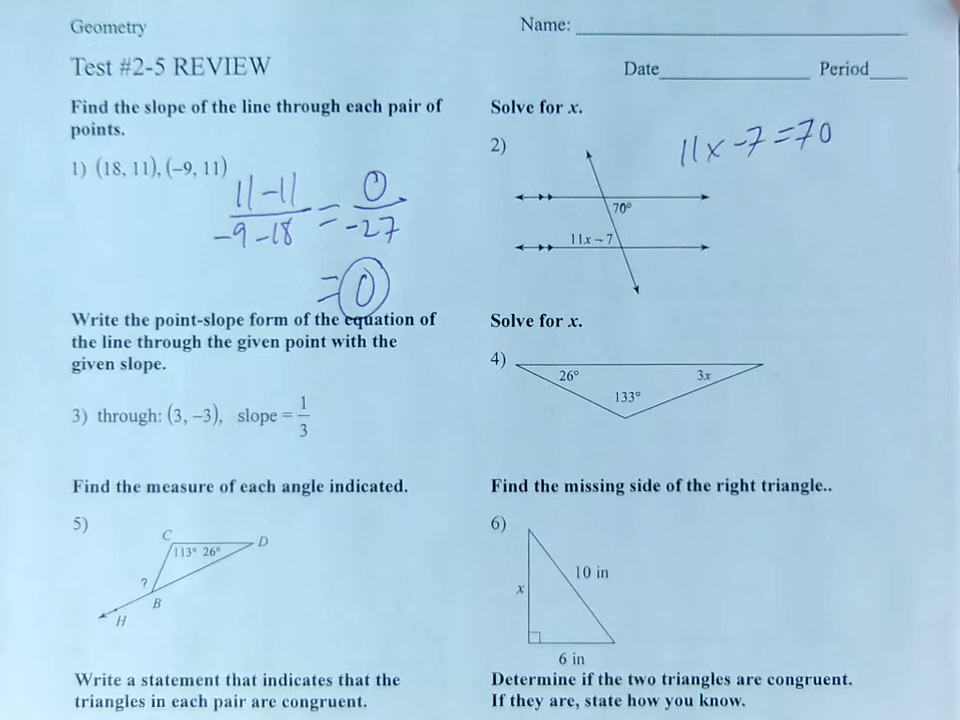 Geometry
Name:
Test #2-5 REVIEW
Date Period
Find the slope of the line through each pair of
points.
1) (18, 11), (−9, 11)
11 - 11
-9 - 18
=
0
-27
= 0
Solve for x.
2)
11x - 7 = 70
70°
11x − 7
Write the point-slope form of the equation of
the line through the given point with the
given slope.
3) through: (3, −3), slope = 1/3
Solve for x.
4)
26°
3x
133°
Find the measure of each angle indicated.
5)
C
D
113° 26°
?
B
H
Find the missing side of the right triangle..
6)
10 in
x
6 in
Write a statement that indicates that the
triangles in each pair are congruent.
Determine if the two triangles are congruent.
If they are, state how you know.